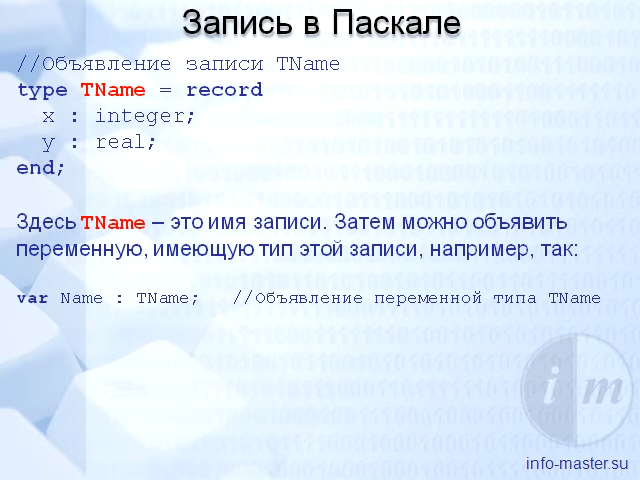 Запись в Паскале
//Объявление записи TName
type TName = record
x : integer;
y : real;
end;
Здесь TName – это имя записи. Затем можно объявить
переменную, имеющую тип этой записи, например, так:
var Name : TName; //Объявление переменной типа TName
im
info-master.su